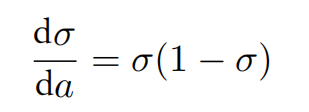 dσ/da = σ(1 − σ)